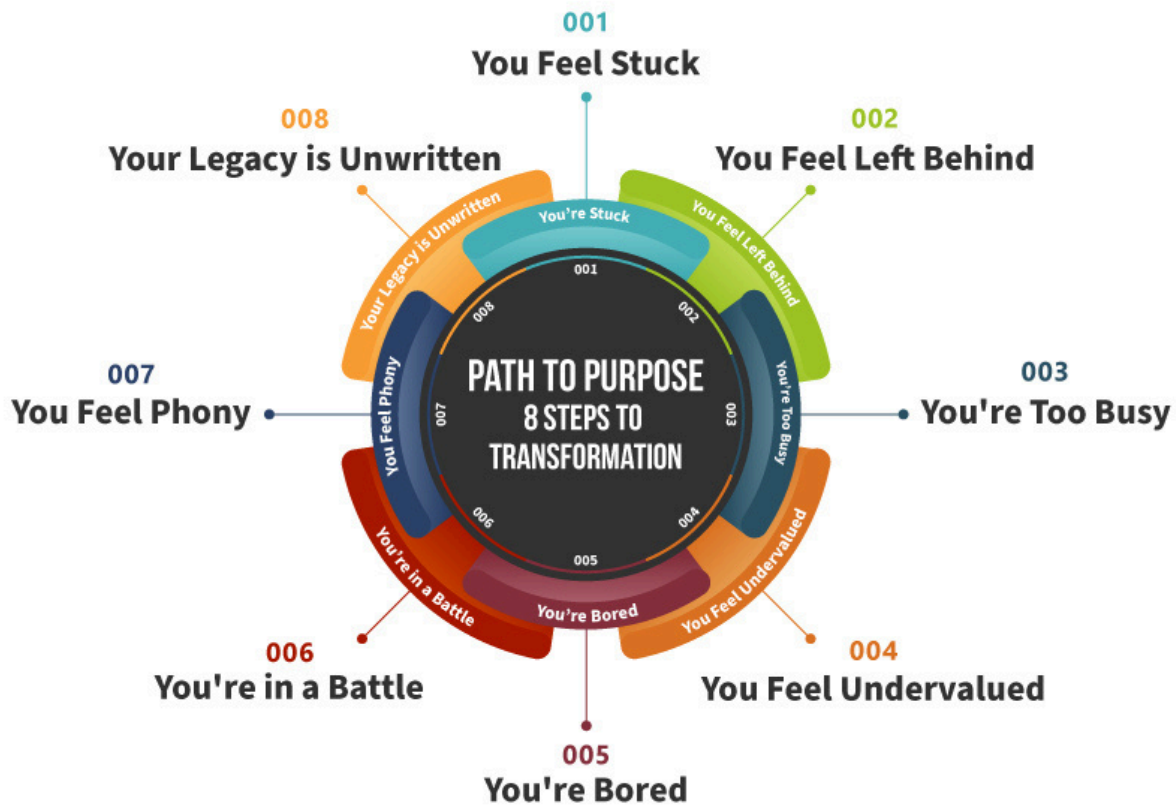 001
You Feel Stuck
002
You Feel Left Behind
003
You're Too Busy
004
You Feel Undervalued
005
You're Bored
006
You're in a Battle
007
You Feel Phony
008
Your Legacy is Unwritten
You're Stuck
You Feel Left Behind
You're Too Busy
You Feel Undervalued
You're Bored
You're in a Battle
You Feel Phony
Your Legacy is Unwritten
001
002
003
004
005
006
007
008
PATH TO PURPOSE
8 STEPS TO
TRANSFORMATION